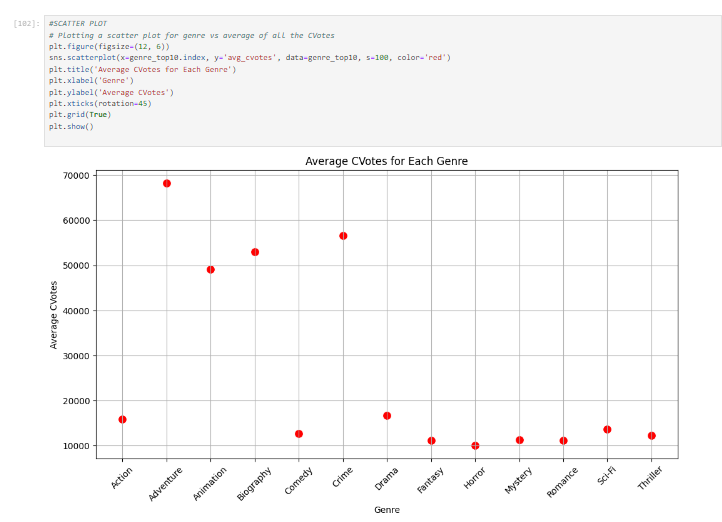 [102]: #SCATTER PLOT
# Plotting a scatter plot for genre vs average of all the CVotes
plt.figure(figsize=(12, 6))
sns.scatterplot(x=genre_top10.index, y='avg_cvotes', data=genre_top10, s=100, color='red')
plt.title('Average CVotes for Each Genre')
plt.xlabel('Genre')
plt.ylabel('Average CVotes')
plt.xticks(rotation=45)
plt.grid(True)
plt.show()
Average CVotes for Each Genre
70000
60000
50000
40000
30000
20000
10000
Average CVotes
Action
Adventure
Animation
Biography
Comedy
Crime
Drama
Fantasy
Horror
Mystery
Romance
Sci-Fi
Thriller
Genre